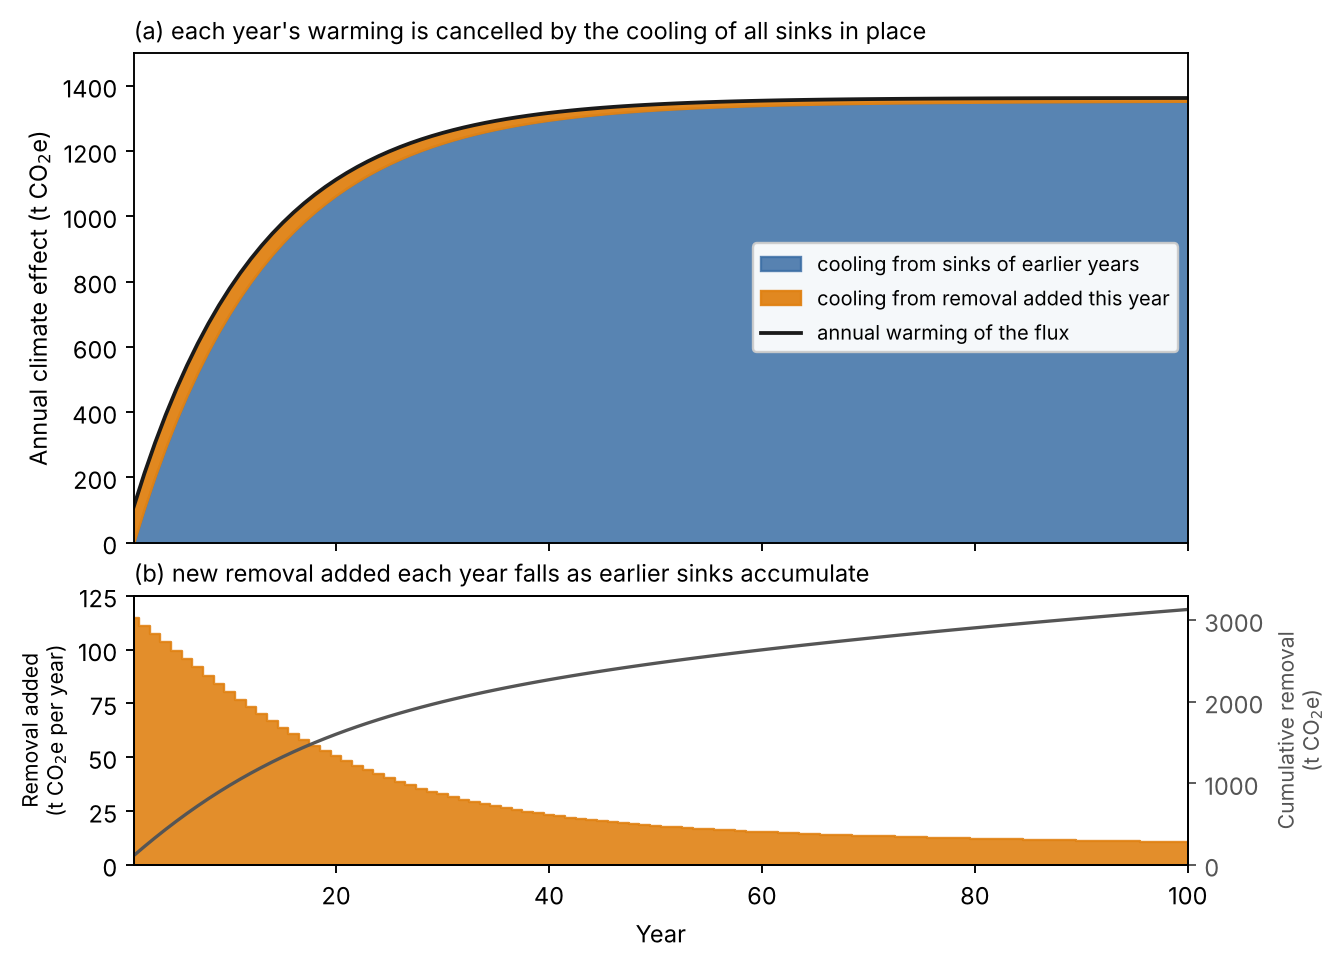 (a) each year's warming is cancelled by the cooling of all sinks in place
Annual climate effect (t CO₂e)
1400
1200
1000
800
600
400
200
0
cooling from sinks of earlier years
cooling from removal added this year
annual warming of the flux
(b) new removal added each year falls as earlier sinks accumulate
Removal added
(t CO₂e per year)
125
100
75
50
25
0
3000
2000
1000
0
Cumulative removal
(t CO₂e)
20
40
60
80
100
Year